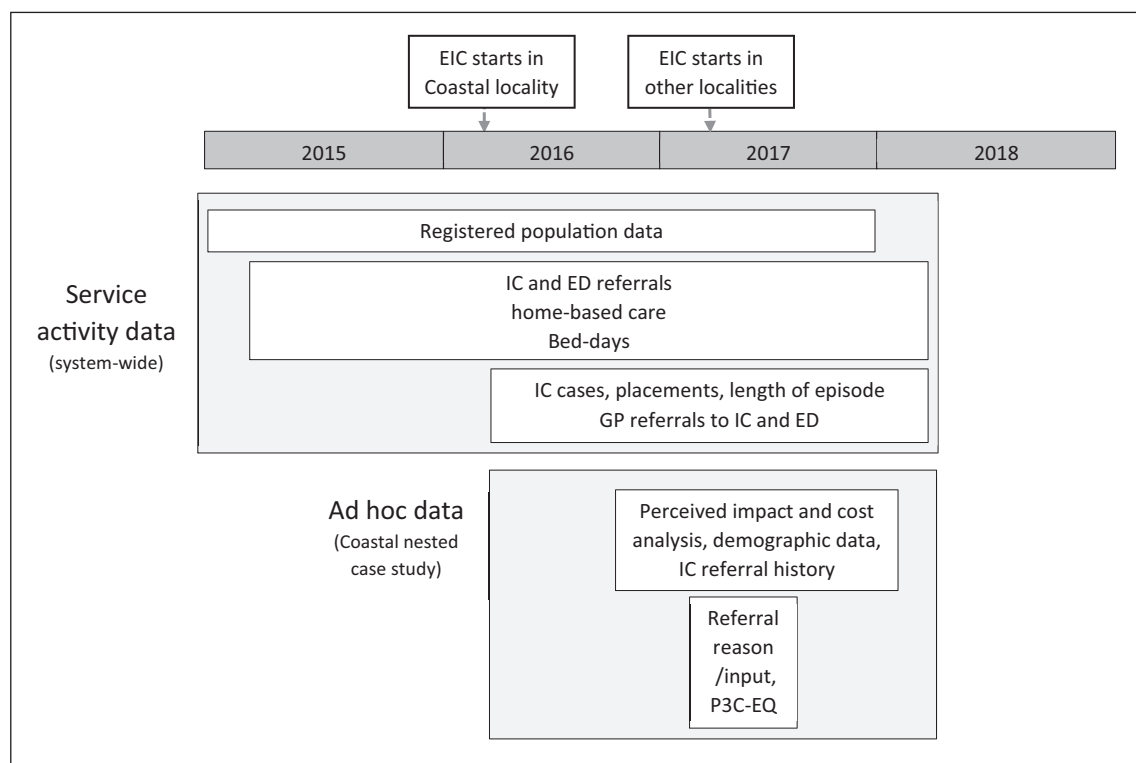 EIC starts in
Coastal locality
EIC starts in
other localities
2015
2016
2017
2018
Service
activity data
(system-wide)
Registered population data
IC and ED referrals
home-based care
Bed-days
IC cases, placements, length of episode
GP referrals to IC and ED
Ad hoc data
(Coastal nested
case study)
Perceived impact and cost
analysis, demographic data,
IC referral history
Referral
reason
/input,
P3C-EQ